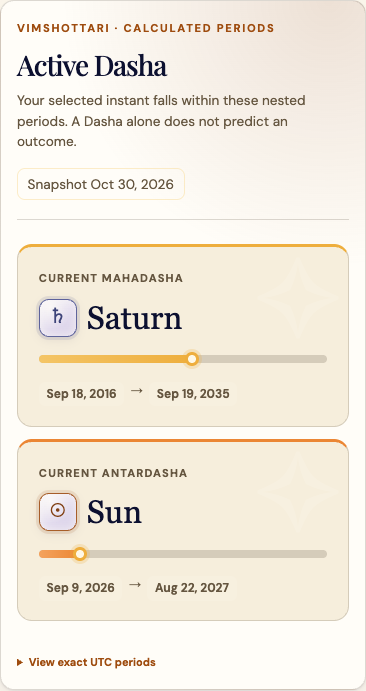 VIMSHOTTARI · CALCULATED PERIODS
Active Dasha
Your selected instant falls within these nested
periods. A Dasha alone does not predict an
outcome.
Snapshot Oct 30, 2026
CURRENT MAHADASHA
♄ Saturn
Sep 18, 2016 → Sep 19, 2035
CURRENT ANTARDASHA
☉ Sun
Sep 9, 2026 → Aug 22, 2027
▶ View exact UTC periods